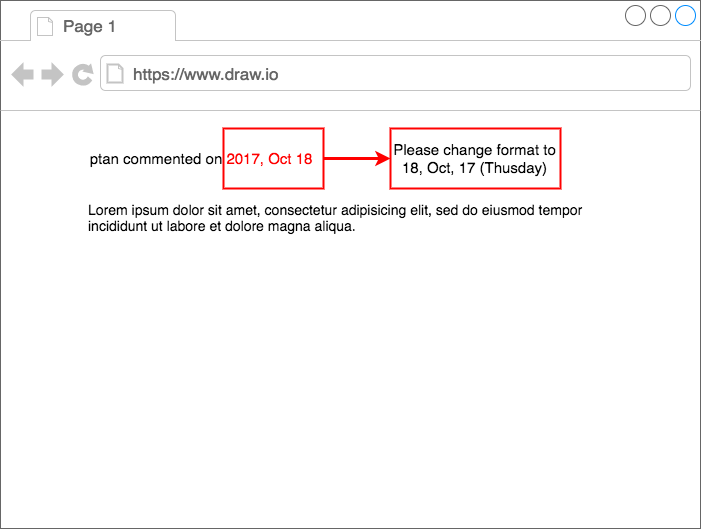 Page 1
https://www.draw.io
ptan commented on 2017, Oct 18
Please change format to
18, Oct, 17 (Thusday)
Lorem ipsum dolor sit amet, consectetur adipisicing elit, sed do eiusmod tempor
incididunt ut labore et dolore magna aliqua.